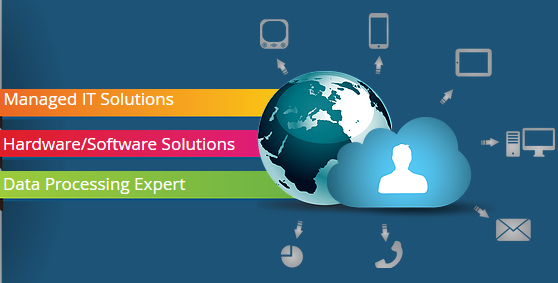 Managed IT Solutions
Hardware/Software Solutions
Data Processing Expert